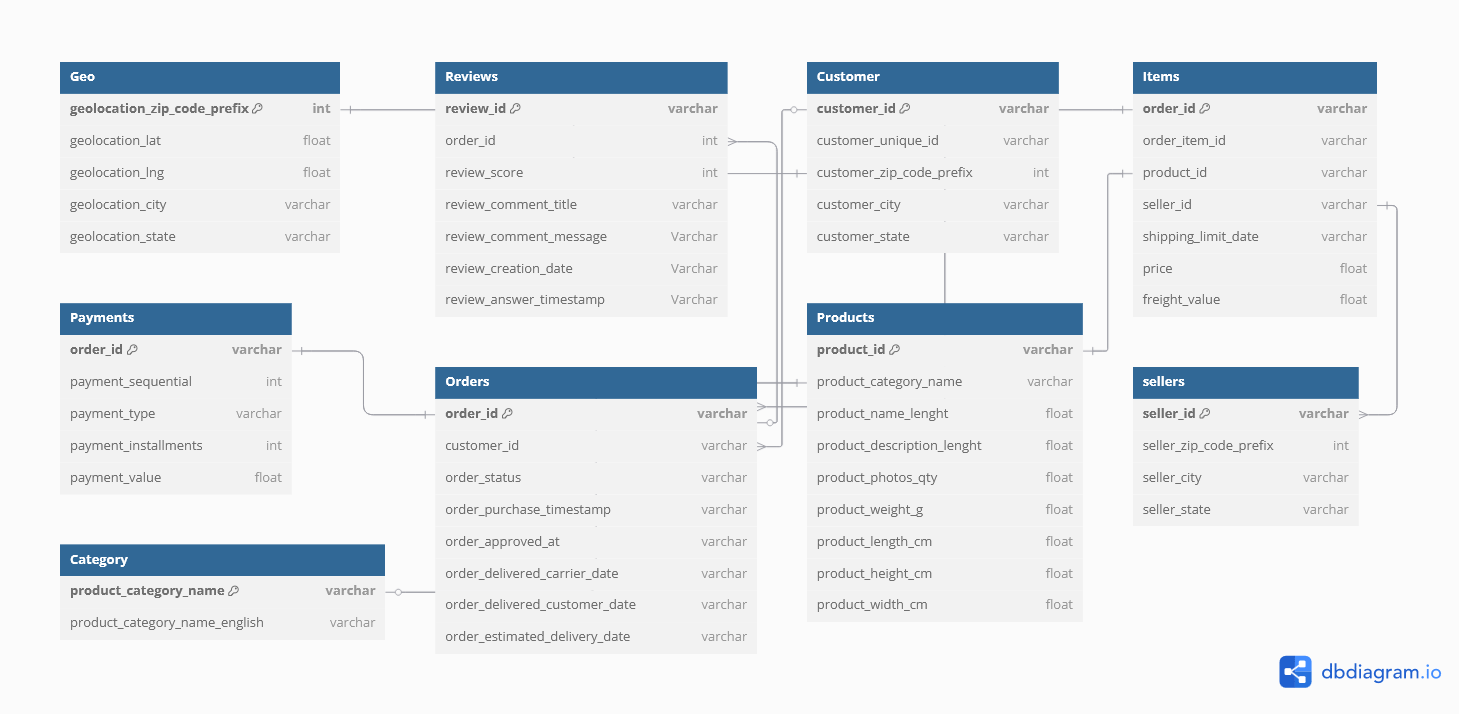 Geo
geolocation_zip_code_prefix int
geolocation_lat float
geolocation_lng float
geolocation_city varchar
geolocation_state varchar
Reviews
review_id varchar
order_id int
review_score int
review_comment_title varchar
review_comment_message Varchar
review_creation_date Varchar
review_answer_timestamp Varchar
Customer
customer_id varchar
customer_unique_id varchar
customer_zip_code_prefix int
customer_city varchar
customer_state varchar
Items
order_id varchar
order_item_id varchar
product_id varchar
seller_id varchar
shipping_limit_date varchar
price float
freight_value float
Payments
order_id varchar
payment_sequential int
payment_type varchar
payment_installments int
payment_value float
Orders
order_id varchar
customer_id varchar
order_status varchar
order_purchase_timestamp varchar
order_approved_at varchar
order_delivered_carrier_date varchar
order_delivered_customer_date varchar
order_estimated_delivery_date varchar
Products
product_id varchar
product_category_name varchar
product_name_lenght float
product_description_lenght float
product_photos_qty float
product_weight_g float
product_length_cm float
product_height_cm float
product_width_cm float
sellers
seller_id varchar
seller_zip_code_prefix int
seller_city varchar
seller_state varchar
Category
product_category_name varchar
product_category_name_english varchar
dbdiagram.io